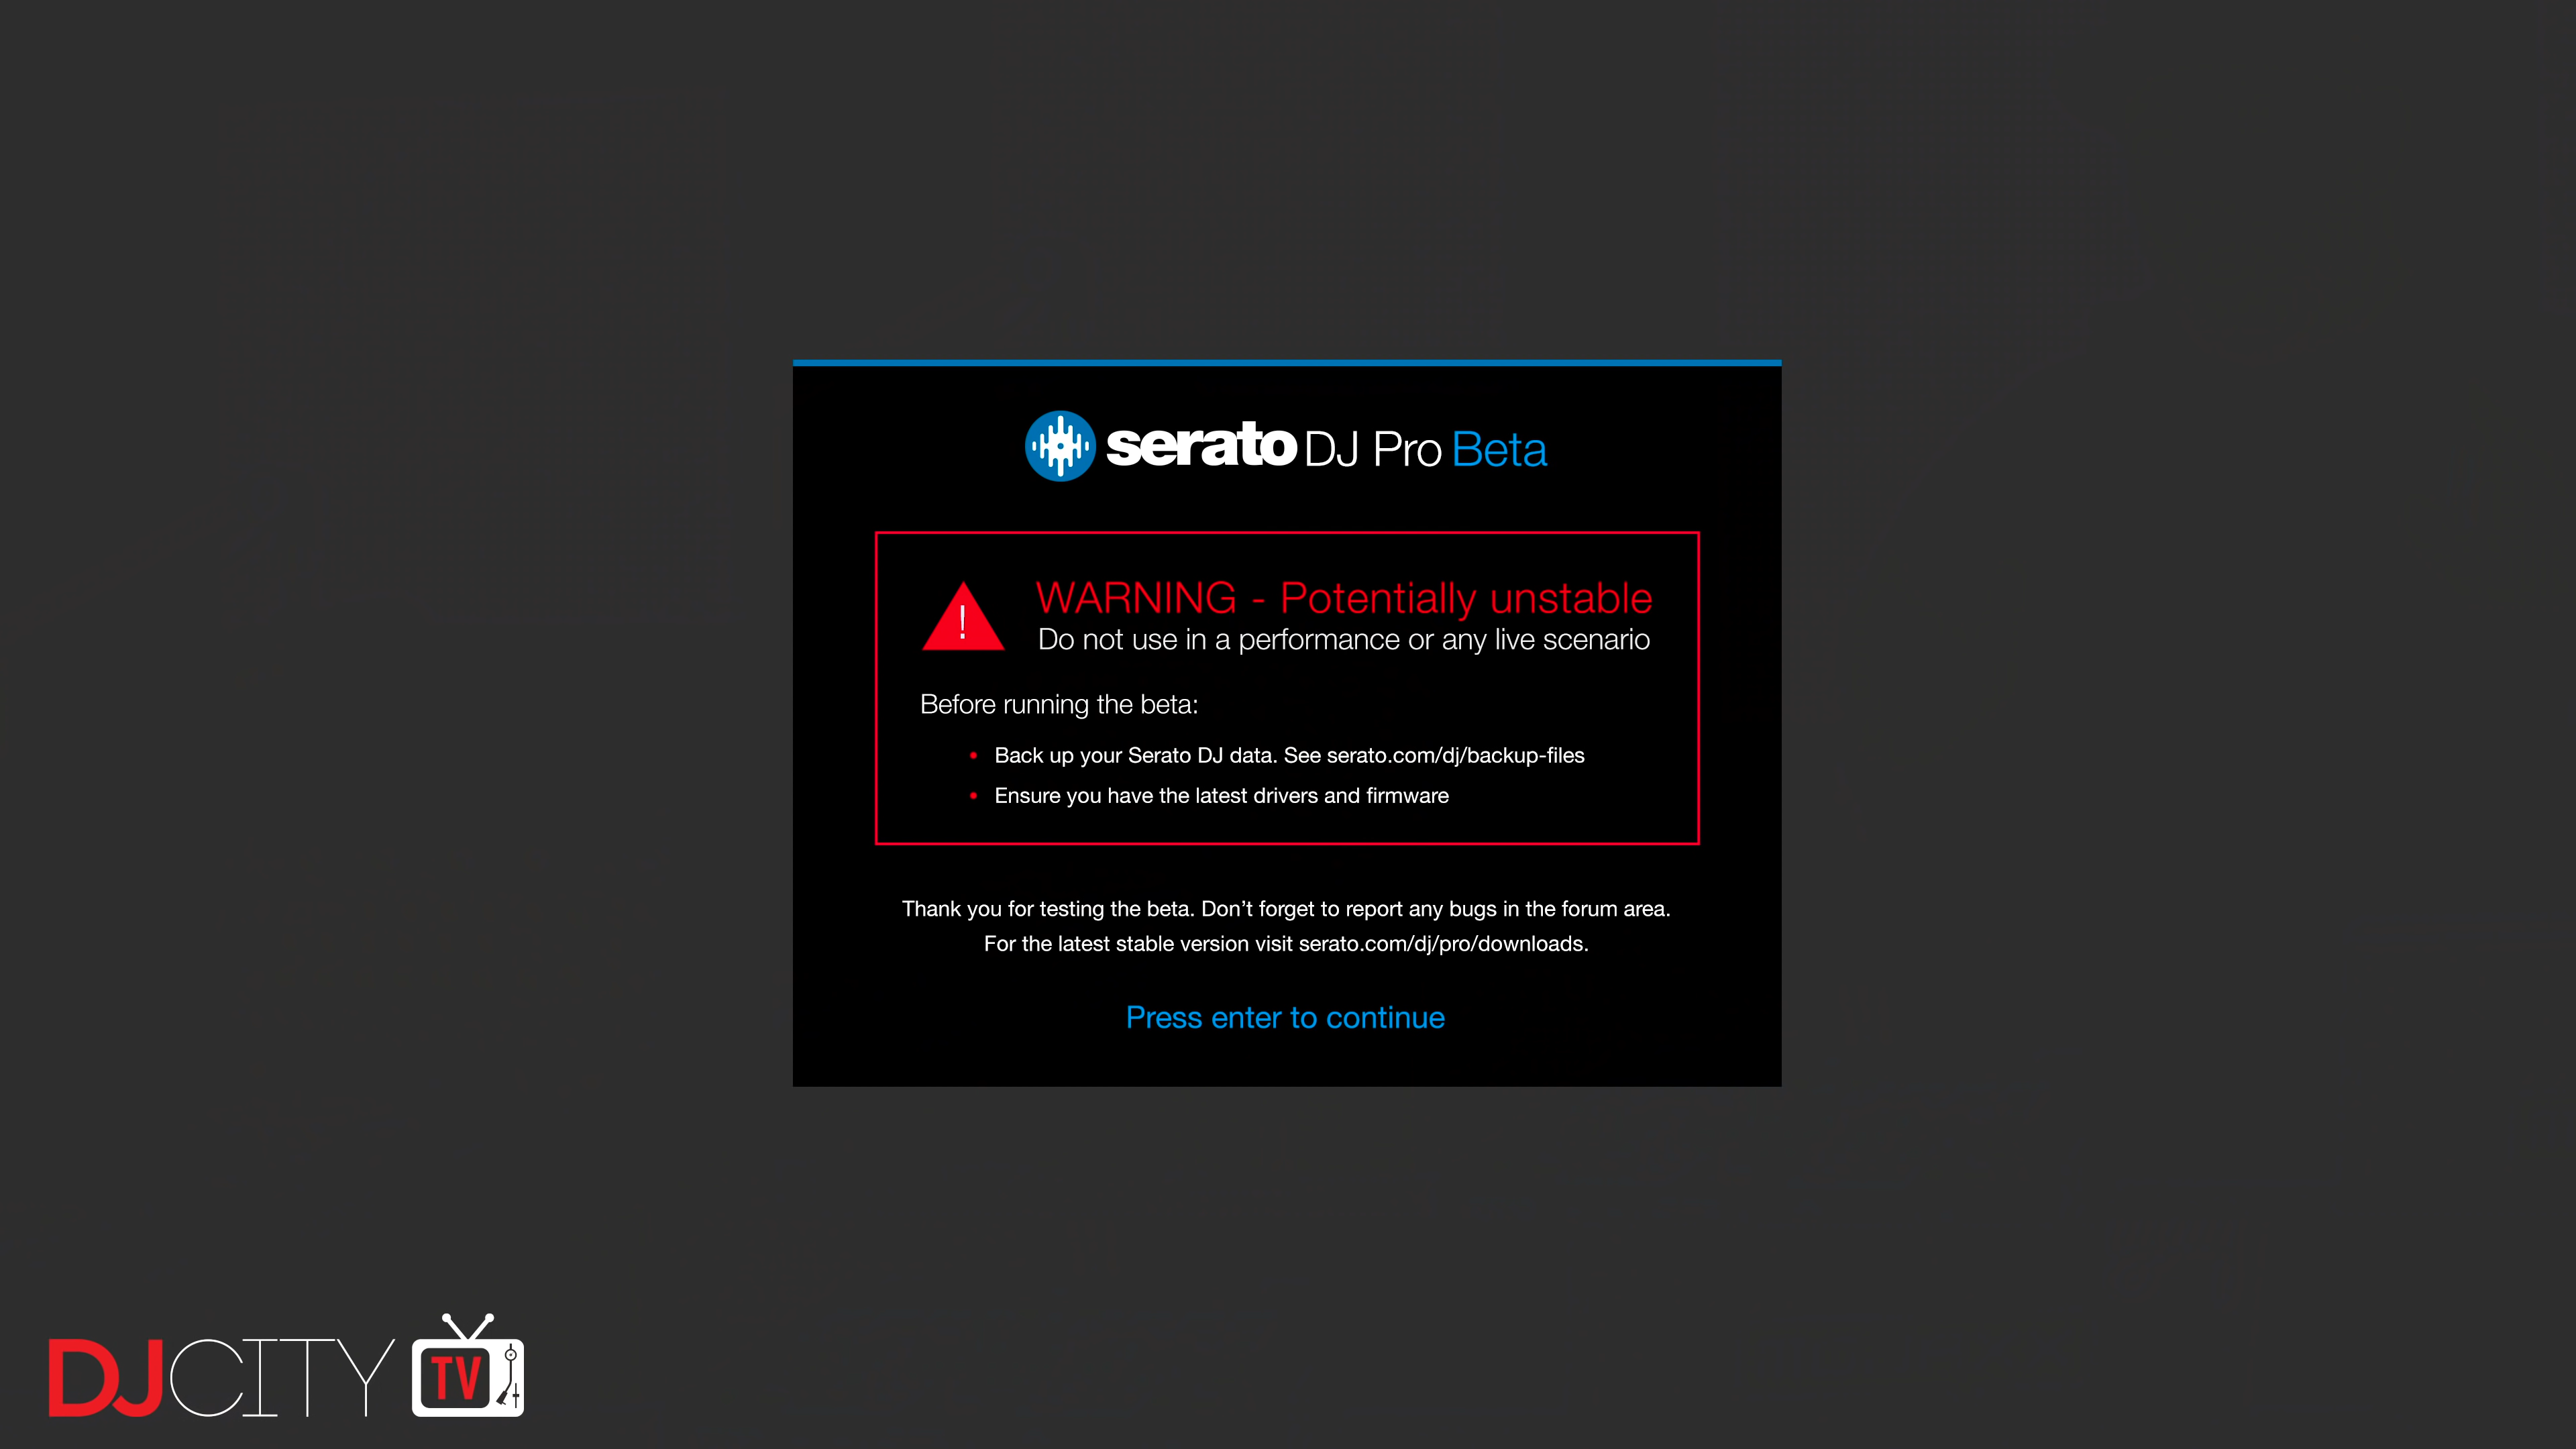 serato DJ Pro Beta
!
WARNING - Potentially unstable
Do not use in a performance or any live scenario
Before running the beta:
• Back up your Serato DJ data. See serato.com/dj/backup-files
• Ensure you have the latest drivers and firmware
Thank you for testing the beta. Don’t forget to report any bugs in the forum area.
For the latest stable version visit serato.com/dj/pro/downloads.
Press enter to continue
DJCITY TV